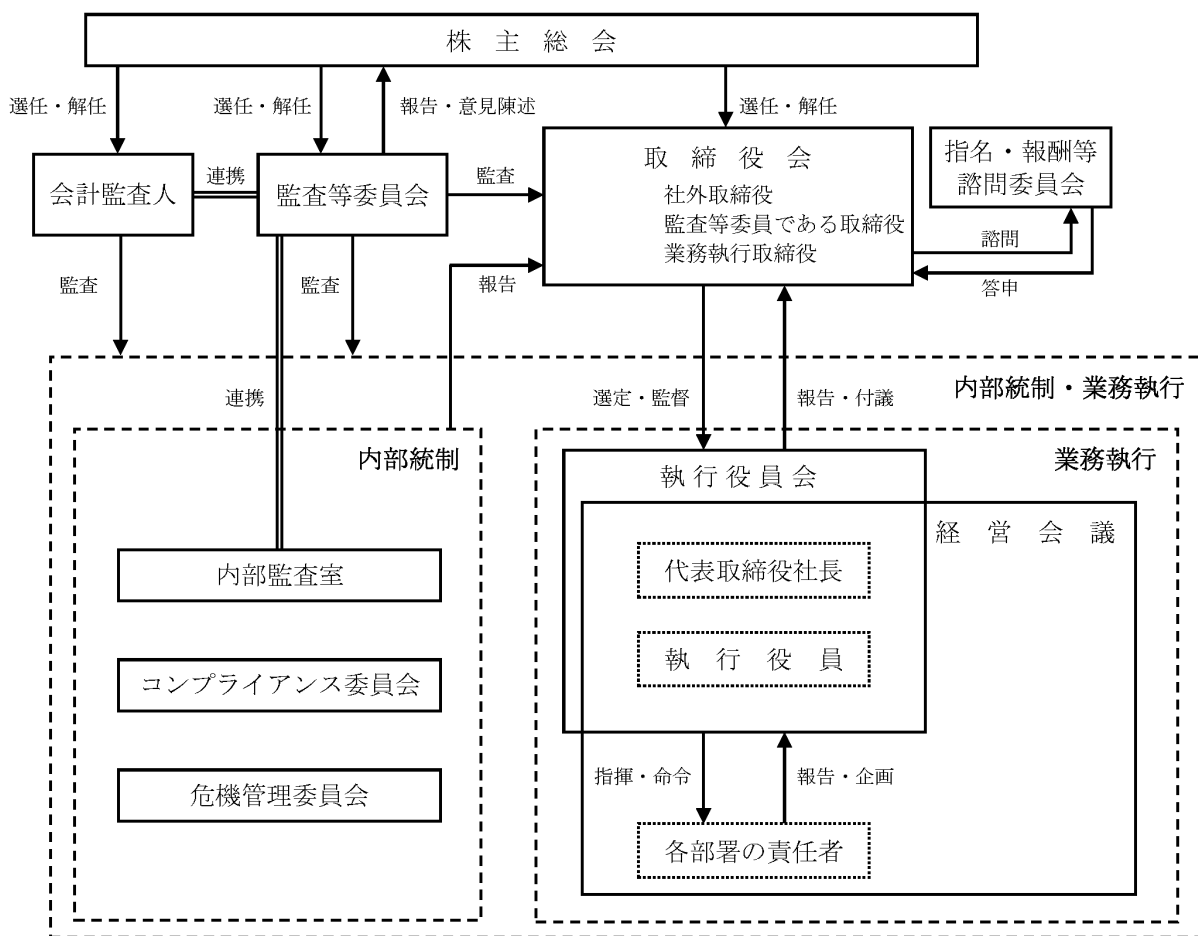 株主総会
選任・解任
選任・解任
報告・意見陳述
選任・解任
会計監査人
連携
監査等委員会
監査
取締役会
社外取締役
監査等委員である取締役
業務執行取締役
指名・報酬等
諮問委員会
諮問
答申
監査
監査
報告
連携
選定・監督
報告・付議
内部統制・業務執行
内部統制
業務執行
執行役員会
経営会議
内部監査室
代表取締役社長
コンプライアンス委員会
執行役員
危機管理委員会
指揮・命令
報告・企画
各部署の責任者